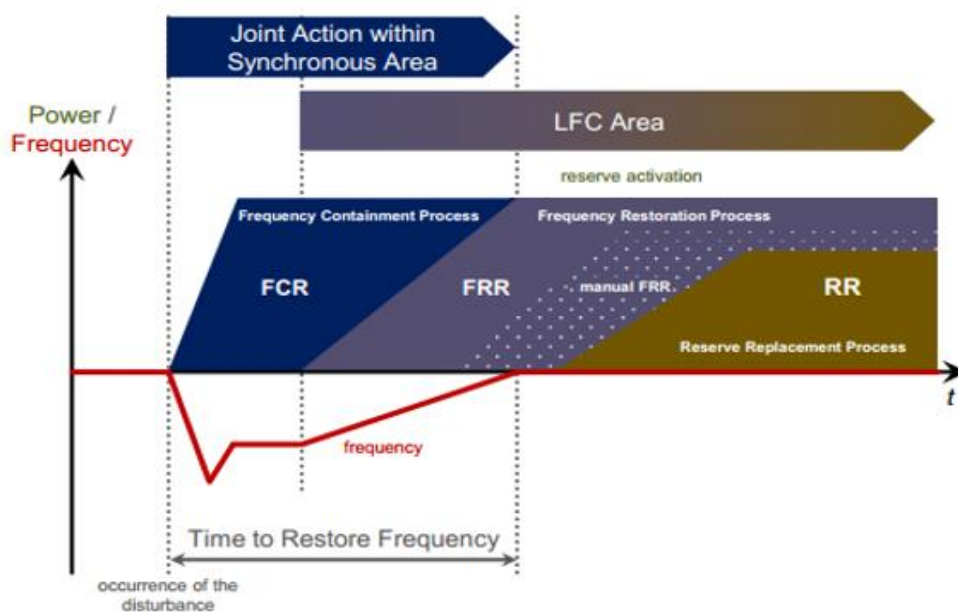 Joint Action within
Synchronous Area
LFC Area
Power /
Frequency
reserve activation
Frequency Containment Process
Frequency Restoration Process
FCR
FRR
manual FRR
RR
Reserve Replacement Process
t
frequency
Time to Restore Frequency
occurrence of the
disturbance